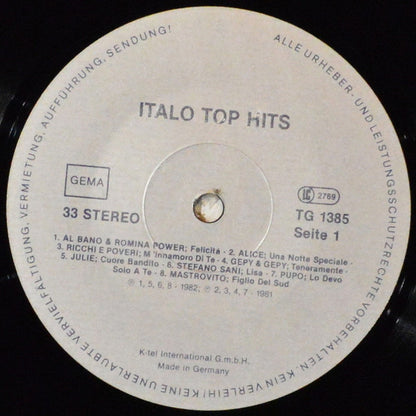 ALLE URHEBER- UND LEISTUNGSSCHUTZRECHTE VORBEHALTEN. KEIN VERLEIH! KEINE UNERLAUBTE VERVIELFÄLTIGUNG, VERMIETUNG, AUFFÜHRUNG, SENDUNG!
ITALO TOP HITS
GEMA
LC 2769
33 STEREO
TG 1385
Seite 1
1. AL BANO & ROMINA POWER; Felicità - 2. ALICE; Una Notte Speciale -
3. RICCHI E POVERI; M'Innamoro Di Te - 4. GEPY & GEPY; Teneramente -
5. JULIE; Cuore Bandito - 6. STEFANO SANI; Lisa - 7. PUPO; Lo Devo
Solo A Te - 8. MASTROVITO; Figlio Del Sud
℗ 1, 5, 6, 8 - 1982; ℗ 2, 3, 4, 7 - 1981
K-tel International G.m.b.H.
Made in Germany